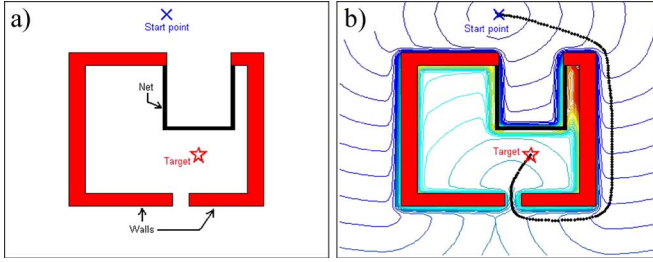 a)
Start point
Net
Target
Walls
b)
Start point
Target